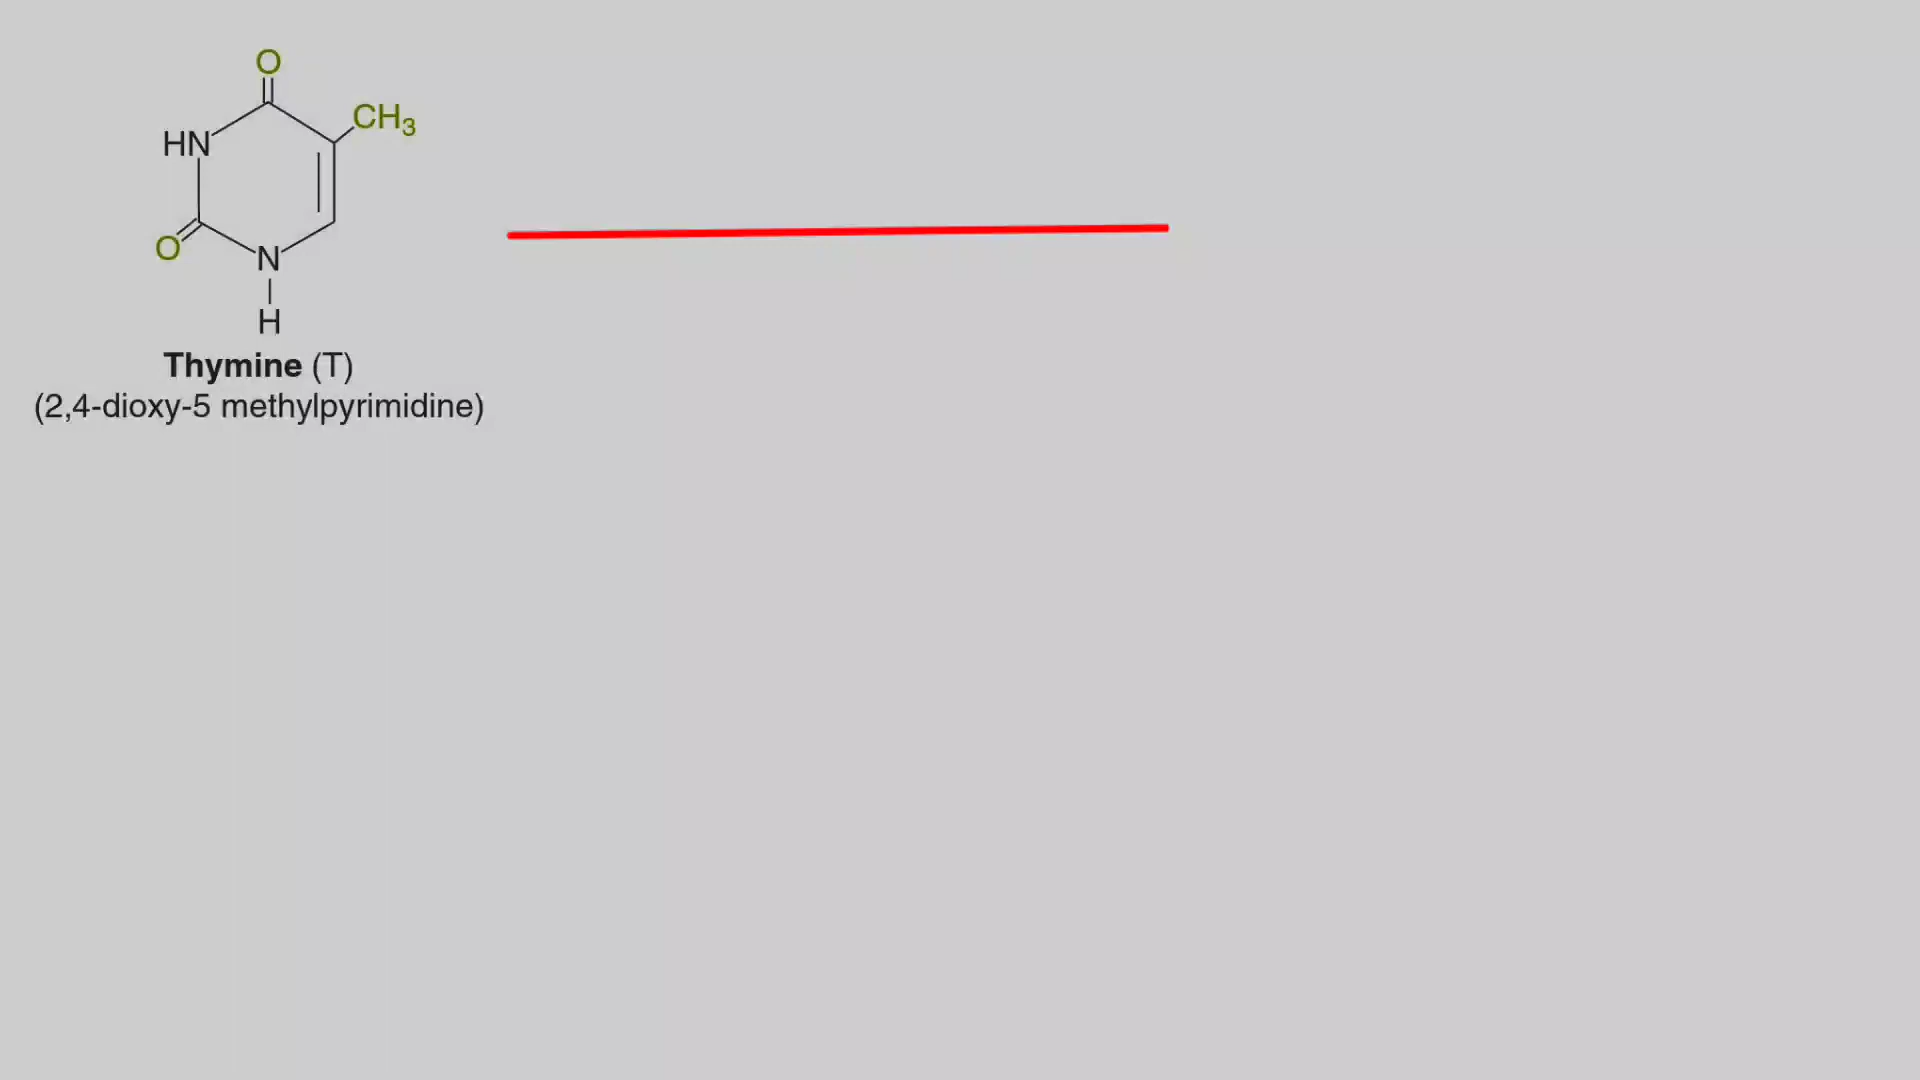 O
CH3
HN
O
N
H
Thymine (T)
(2,4-dioxy-5 methylpyrimidine)